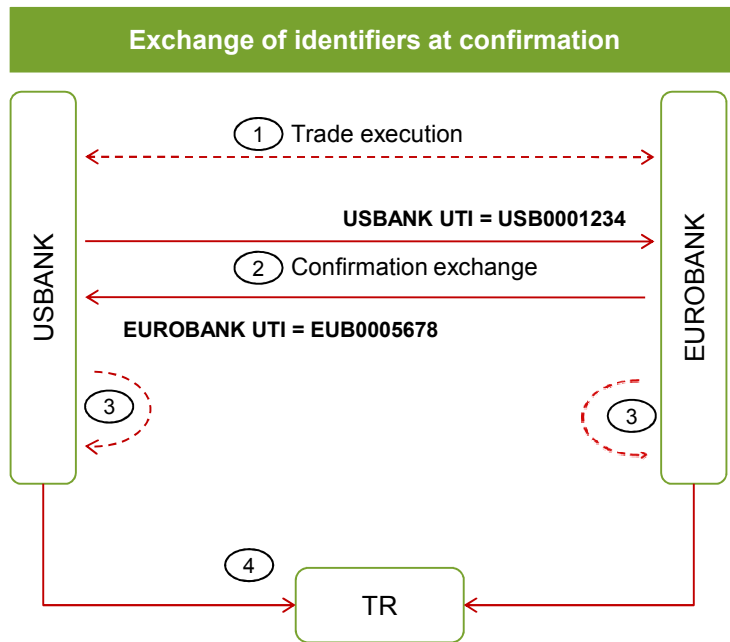 Exchange of identifiers at confirmation
1 Trade execution
USBANK UTI = USB0001234
2 Confirmation exchange
EUROBANK UTI = EUB0005678
USBANK
EUROBANK
3
3
4
TR